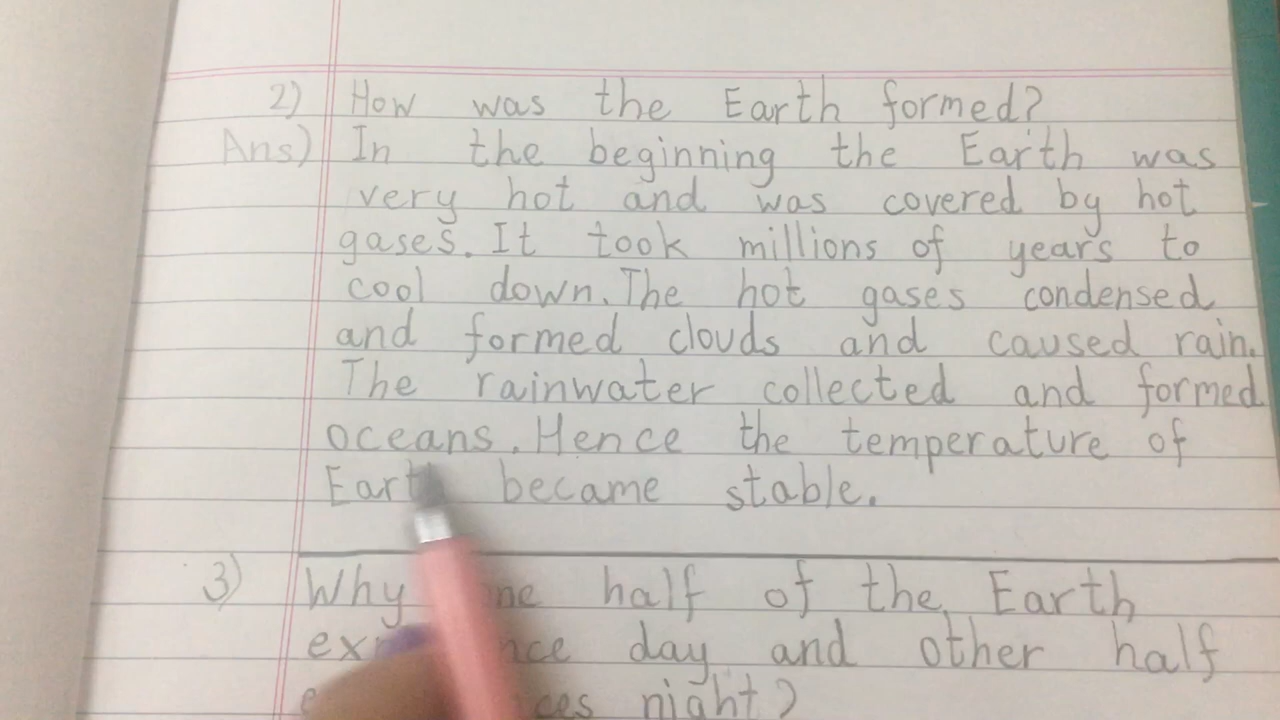 2) How was the Earth formed?
Ans) In the beginning the Earth was
very hot and was covered by hot
gases. It took millions of years to
cool down. The hot gases condensed
and formed clouds and caused rain.
The rainwater collected and formed
oceans. Hence the temperature of
Earth became stable.
3) Why half of the Earth
day and other half
night?